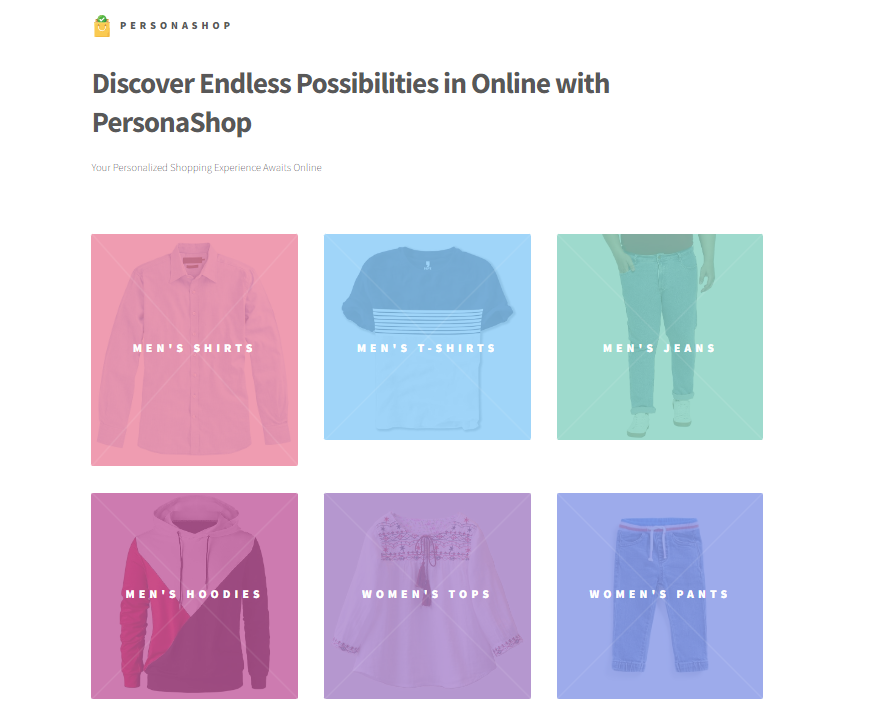 PERSONASHOP
Discover Endless Possibilities in Online with
PersonaShop
Your Personalized Shopping Experience Awaits Online
MEN'S SHIRTS
MEN'S T-SHIRTS
MEN'S JEANS
MEN'S HOODIES
WOMEN'S TOPS
WOMEN'S PANTS